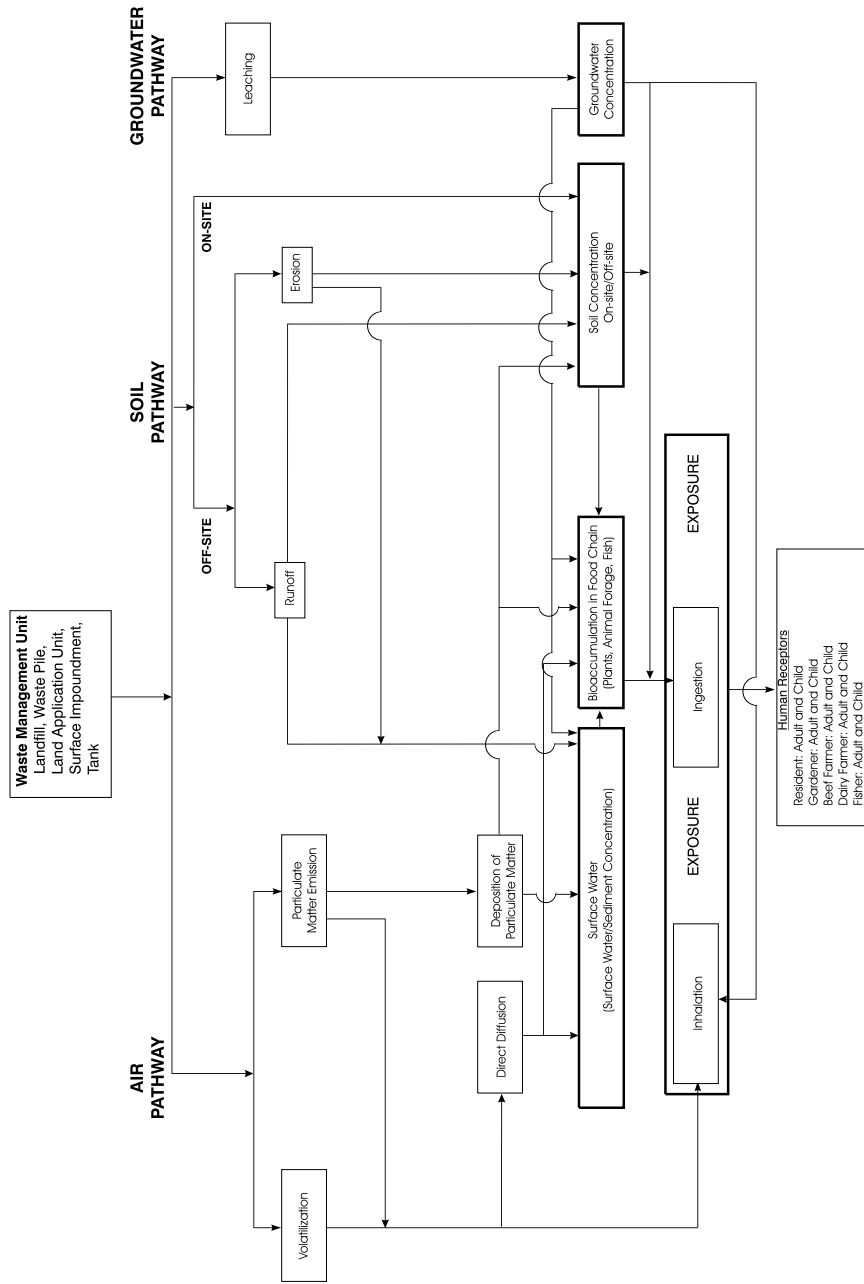 Waste Management Unit
Landfill, Waste Pile,
Land Application Unit,
Surface Impoundment,
Tank
AIR
PATHWAY
SOIL
PATHWAY
GROUNDWATER
PATHWAY
OFF-SITE
ON-SITE
Volatilization
Particulate
Matter Emission
Runoff
Erosion
Leaching
Direct Diffusion
Deposition of
Particulate Matter
Surface Water
(Surface Water/Sediment Concentration)
Bioaccumulation in Food Chain
(Plants, Animal Forage, Fish)
Soil Concentration
On-site/Off-site
Groundwater
Concentration
Inhalation
EXPOSURE
Ingestion
EXPOSURE
Human Receptors
Resident: Adult and Child
Gardener: Adult and Child
Beef Farmer: Adult and Child
Dairy Farmer: Adult and Child
Fisher: Adult and Child